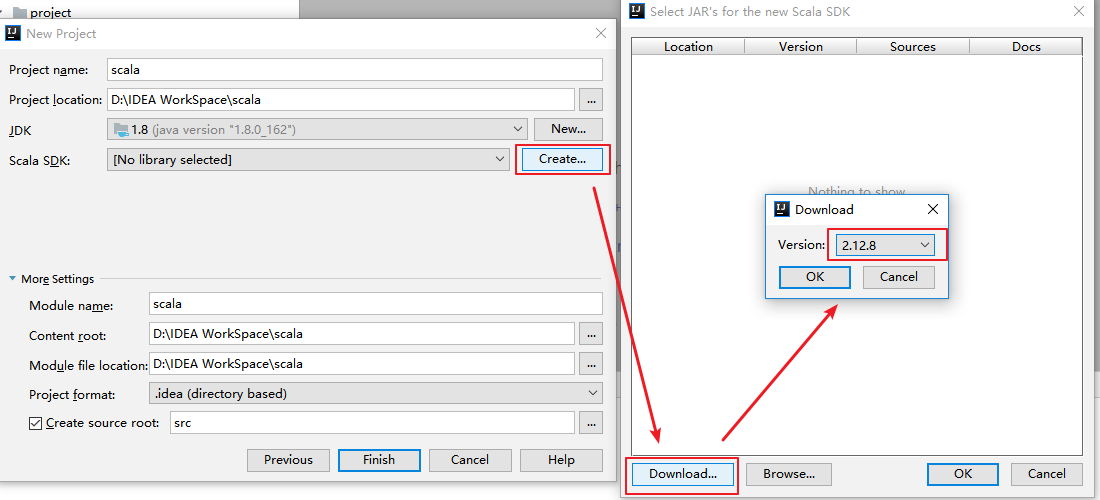 project
New Project
Project name:
scala
Project location:
D:\IDEA WorkSpace\scala
...
JDK
1.8 (java version "1.8.0_162")
New...
Scala SDK:
[No library selected]
Create...
More Settings
Module name:
scala
Content root:
D:\IDEA WorkSpace\scala
...
Module file location:
D:\IDEA WorkSpace\scala
...
Project format:
.idea (directory based)
Create source root:
src
...
Previous
Finish
Cancel
Help
Select JAR's for the new Scala SDK
Location
Version
Sources
Docs
Nothing to show
Download
Version:
2.12.8
OK
Cancel
Download...
Browse...
OK
Cancel